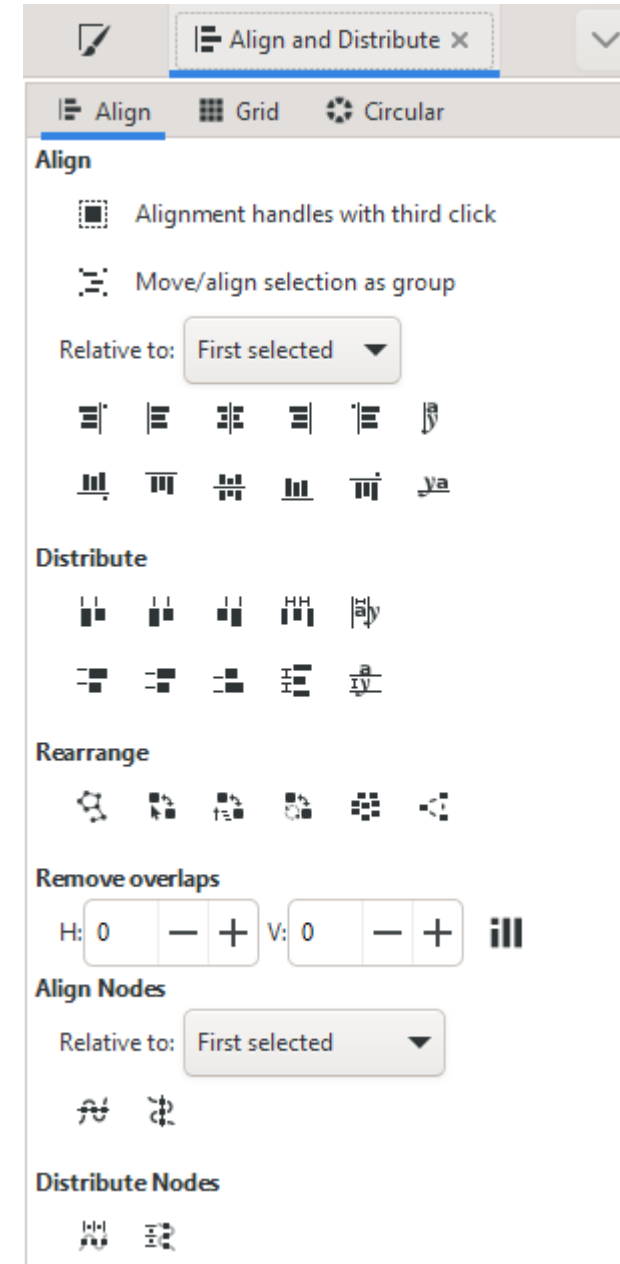 Align and Distribute
Align Grid Circular
Align
Alignment handles with third click
Move/align selection as group
Relative to: First selected
Distribute
Rearrange
Remove overlaps
H: 0 V: 0
Align Nodes
Relative to: First selected
Distribute Nodes